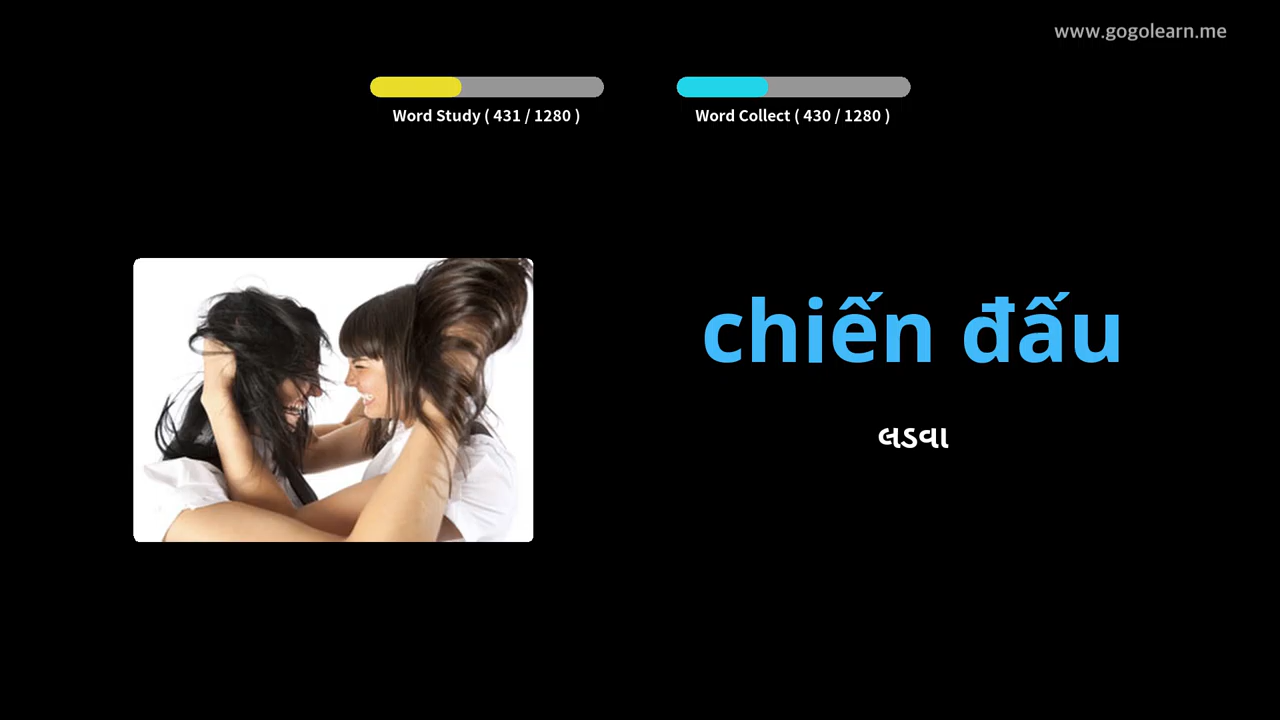 www.gogolearn.me
Word Study ( 431 / 1280 )
Word Collect ( 430 / 1280 )
chiến đấu
લડવા